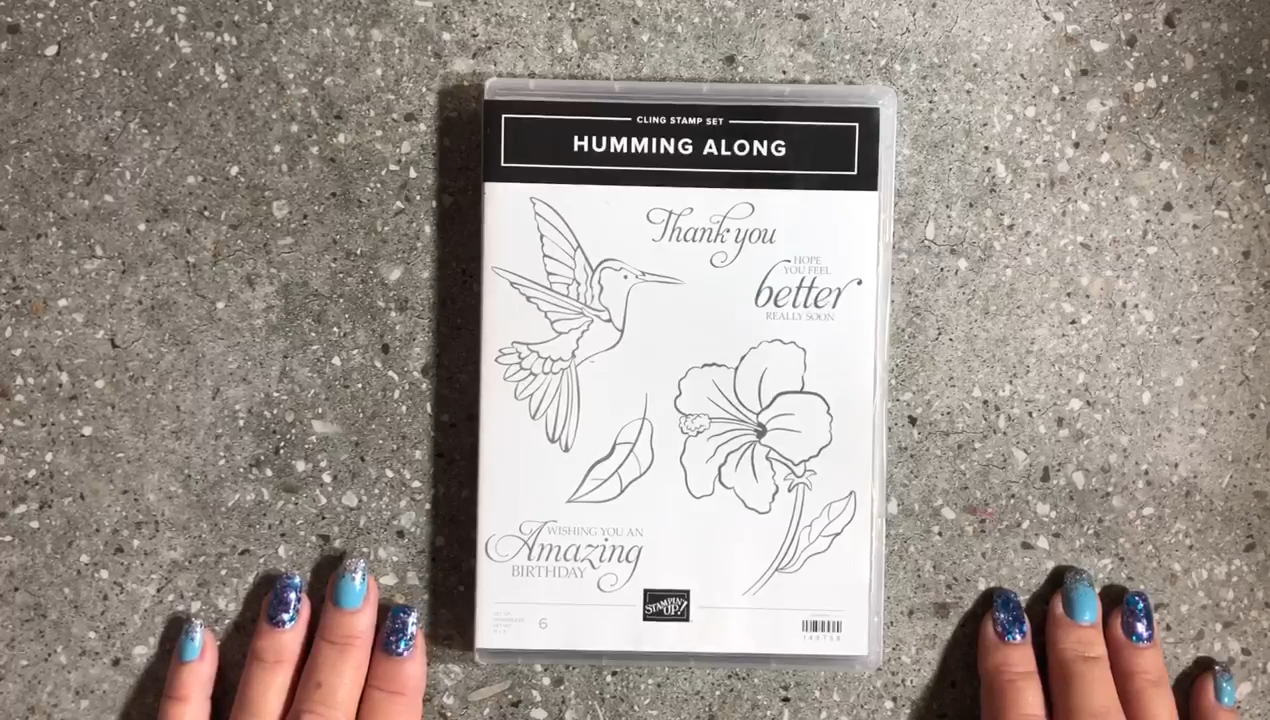 CLING STAMP SET
HUMMING ALONG
Thank you
HOPE
YOU FEEL
better
REALLY SOON
WISHING YOU AN
Amazing
BIRTHDAY
STAMPIN' UP!
6